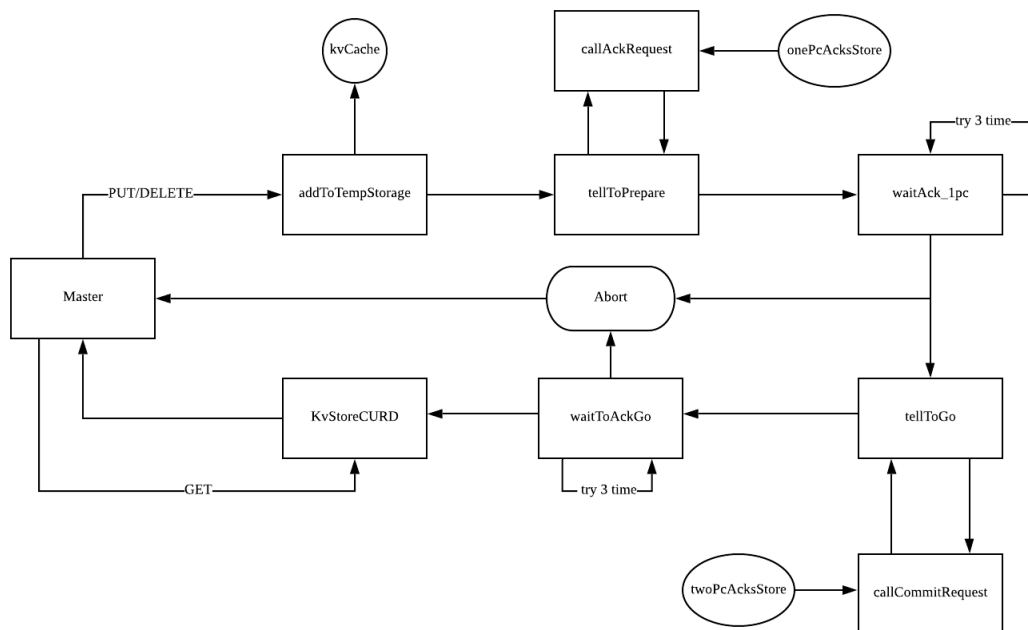 kvCache
callAckRequest
onePcAcksStore
try 3 time
PUT/DELETE
addToTempStorage
tellToPrepare
waitAck_1pc
Master
Abort
KvStoreCURD
waitToAckGo
tellToGo
GET
try 3 time
twoPcAcksStore
callCommitRequest